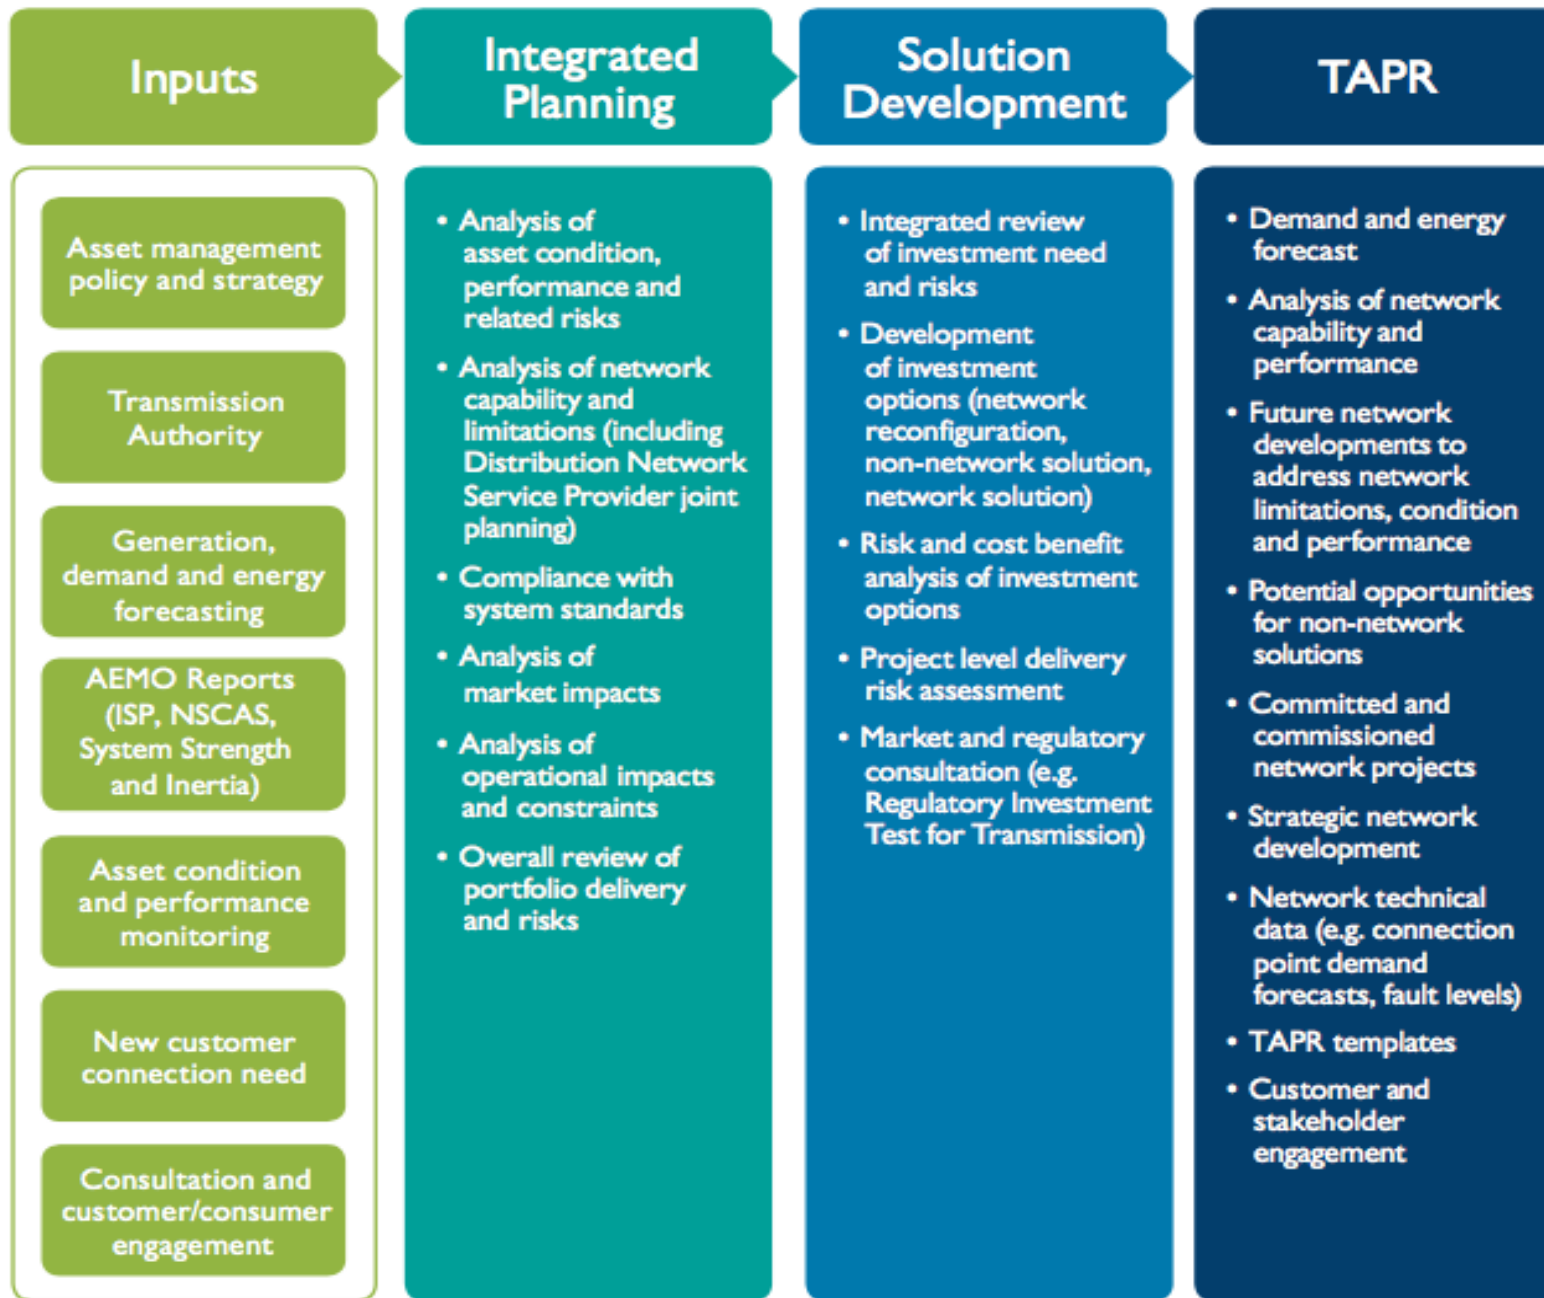 Inputs
Integrated
Planning
Solution
Development
TAPR
Asset management
policy and strategy
Transmission
Authority
Generation,
demand and energy
forecasting
AEMO Reports
(ISP, NSCAS,
System Strength
and Inertia)
Asset condition
and performance
monitoring
New customer
connection need
Consultation and
customer/consumer
engagement
• Analysis of
asset condition,
performance and
related risks
• Analysis of network
capability and
limitations (including
Distribution Network
Service Provider joint
planning)
• Compliance with
system standards
• Analysis of
market impacts
• Analysis of
operational impacts
and constraints
• Overall review of
portfolio delivery
and risks
• Integrated review
of investment need
and risks
• Development
of investment
options (network
reconfiguration,
non-network solution,
network solution)
• Risk and cost benefit
analysis of investment
options
• Project level delivery
risk assessment
• Market and regulatory
consultation (e.g.
Regulatory Investment
Test for Transmission)
• Demand and energy
forecast
• Analysis of network
capability and
performance
• Future network
developments to
address network
limitations, condition
and performance
• Potential opportunities
for non-network
solutions
• Committed and
commissioned
network projects
• Strategic network
development
• Network technical
data (e.g. connection
point demand
forecasts, fault levels)
• TAPR templates
• Customer and
stakeholder
engagement